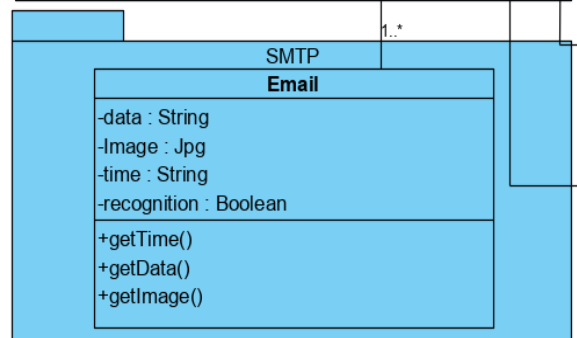 1..*
SMTP
Email
-data : String
-Image : Jpg
-time : String
-recognition : Boolean
+getTime()
+getData()
+getImage()